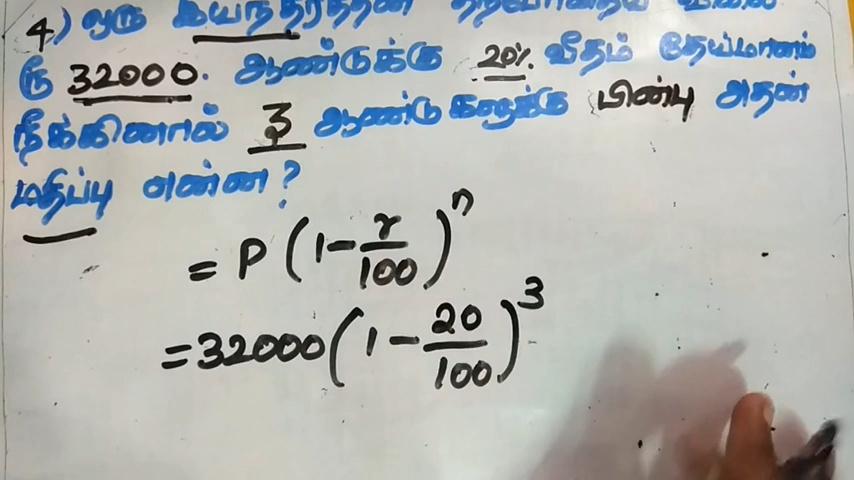 4) ஒரு இயந்திரத்தின் தற்போதைய விலை
ரூ 32000. ஆண்டுக்கு 20% வீதம் தேய்மானம்
நீக்கினால் 3 ஆண்டுகளுக்கு பின்பு அதன்
மதிப்பு என்ன?
= P(1-r/100)^n
=32000(1-20/100)^3